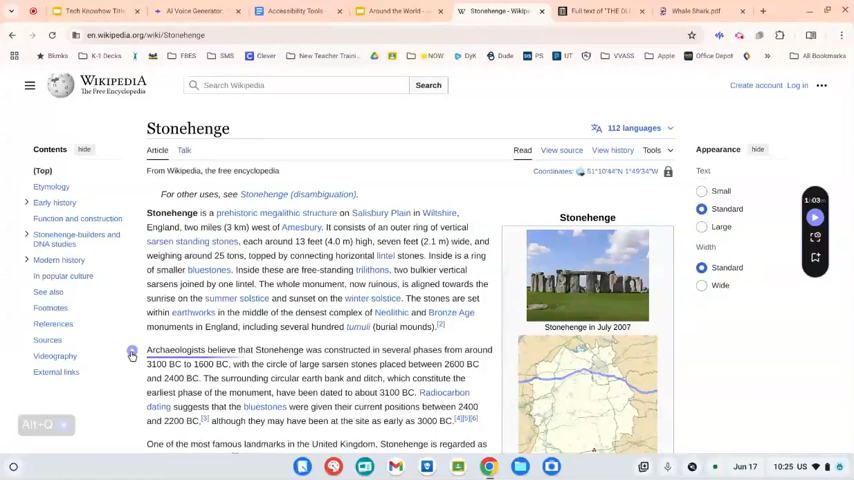 Tech Knowhow Titl
AI Voice Generator
Accessibility Tools -
Around the World -
Stonehenge - Wikip
Full text of "THE OL
Whale Shark.pdf
en.wikipedia.org/wiki/Stonehenge
Bkmks
K-1 Decks
FBES
SMS
Clever
New Teacher Traini...
!NOW
DyK
Dude
SIS
PS
UT
VVASS
Apple
Office Depot
All Bookmarks
WIKIPEDIA
The Free Encyclopedia
Search Wikipedia
Search
Create account Log in
Stonehenge
112 languages
Article Talk
Read View source View history Tools
From Wikipedia, the free encyclopedia
Coordinates: 51°10′44″N 1°49′34″W
For other uses, see Stonehenge (disambiguation).
Stonehenge is a prehistoric megalithic structure on Salisbury Plain in Wiltshire,
England, two miles (3 km) west of Amesbury. It consists of an outer ring of vertical
sarsen standing stones, each around 13 feet (4.0 m) high, seven feet (2.1 m) wide, and
weighing around 25 tons, topped by connecting horizontal lintel stones. Inside is a ring
of smaller bluestones. Inside these are free-standing trilithons, two bulkier vertical
sarsens joined by one lintel. The whole monument, now ruinous, is aligned towards the
sunrise on the summer solstice and sunset on the winter solstice. The stones are set
within earthworks in the middle of the densest complex of Neolithic and Bronze Age
monuments in England, including several hundred tumuli (burial mounds).[2]
Archaeologists believe that Stonehenge was constructed in several phases from around
3100 BC to 1600 BC, with the circle of large sarsen stones placed between 2600 BC
and 2400 BC. The surrounding circular earth bank and ditch, which constitute the
earliest phase of the monument, have been dated to about 3100 BC. Radiocarbon
dating suggests that the bluestones were given their current positions between 2400
and 2200 BC,[3] although they may have been at the site as early as 3000 BC.[4][5][6]
One of the most famous landmarks in the United Kingdom, Stonehenge is regarded as
Contents hide
(Top)
Etymology
Early history
Function and construction
Stonehenge-builders and
DNA studies
Modern history
In popular culture
See also
Footnotes
References
Sources
Videography
External links
Alt+Q
Stonehenge
Stonehenge in July 2007
Appearance hide
Text
Small
Standard
Large
Width
Standard
Wide
1:03
Jun 17
10:25 US